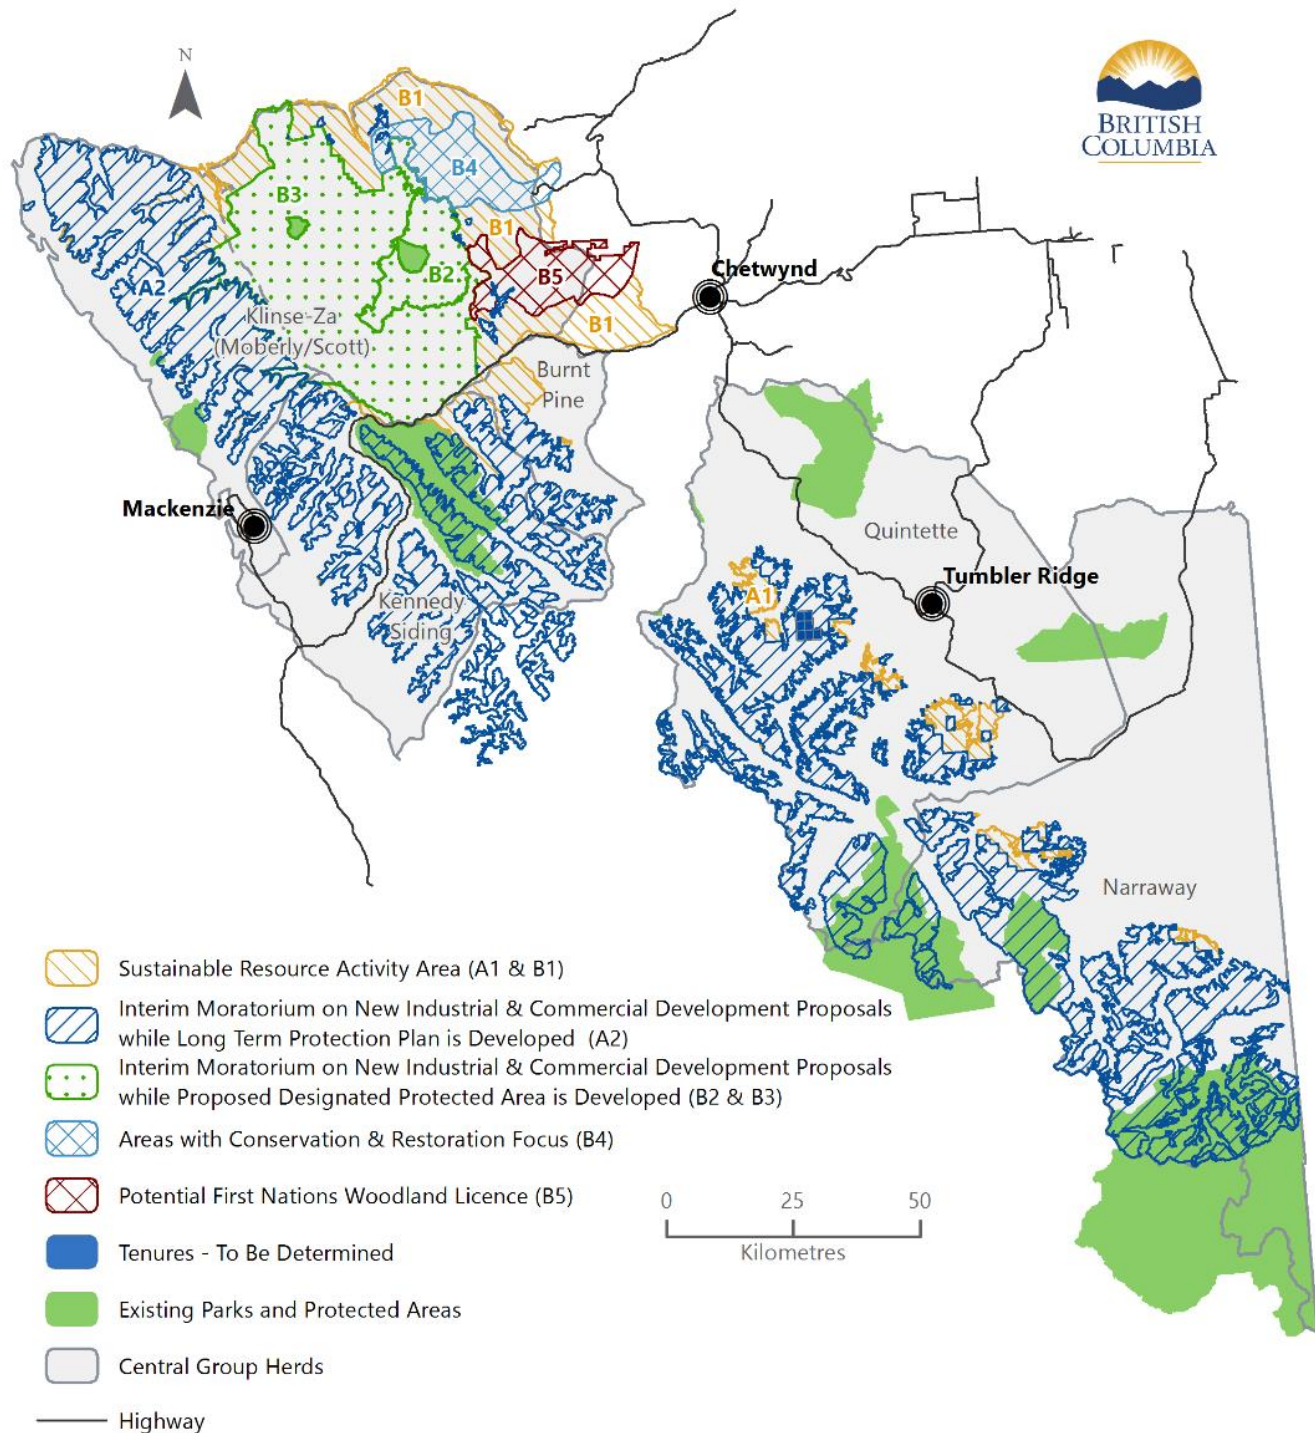 N
BRITISH
COLUMBIA
B1
B4
B3
B1
B2
B5
Chetwynd
A2
Klinse-Za
(Moberly/Scott)
B1
Burnt
Pine
Mackenzie
Quintette
Tumbler Ridge
A1
Kennedy
Siding
Narraway
Sustainable Resource Activity Area (A1 & B1)
Interim Moratorium on New Industrial & Commercial Development Proposals
while Long Term Protection Plan is Developed (A2)
Interim Moratorium on New Industrial & Commercial Development Proposals
while Proposed Designated Protected Area is Developed (B2 & B3)
Areas with Conservation & Restoration Focus (B4)
Potential First Nations Woodland Licence (B5)
Tenures - To Be Determined
Existing Parks and Protected Areas
Central Group Herds
Highway
0 25 50
Kilometres